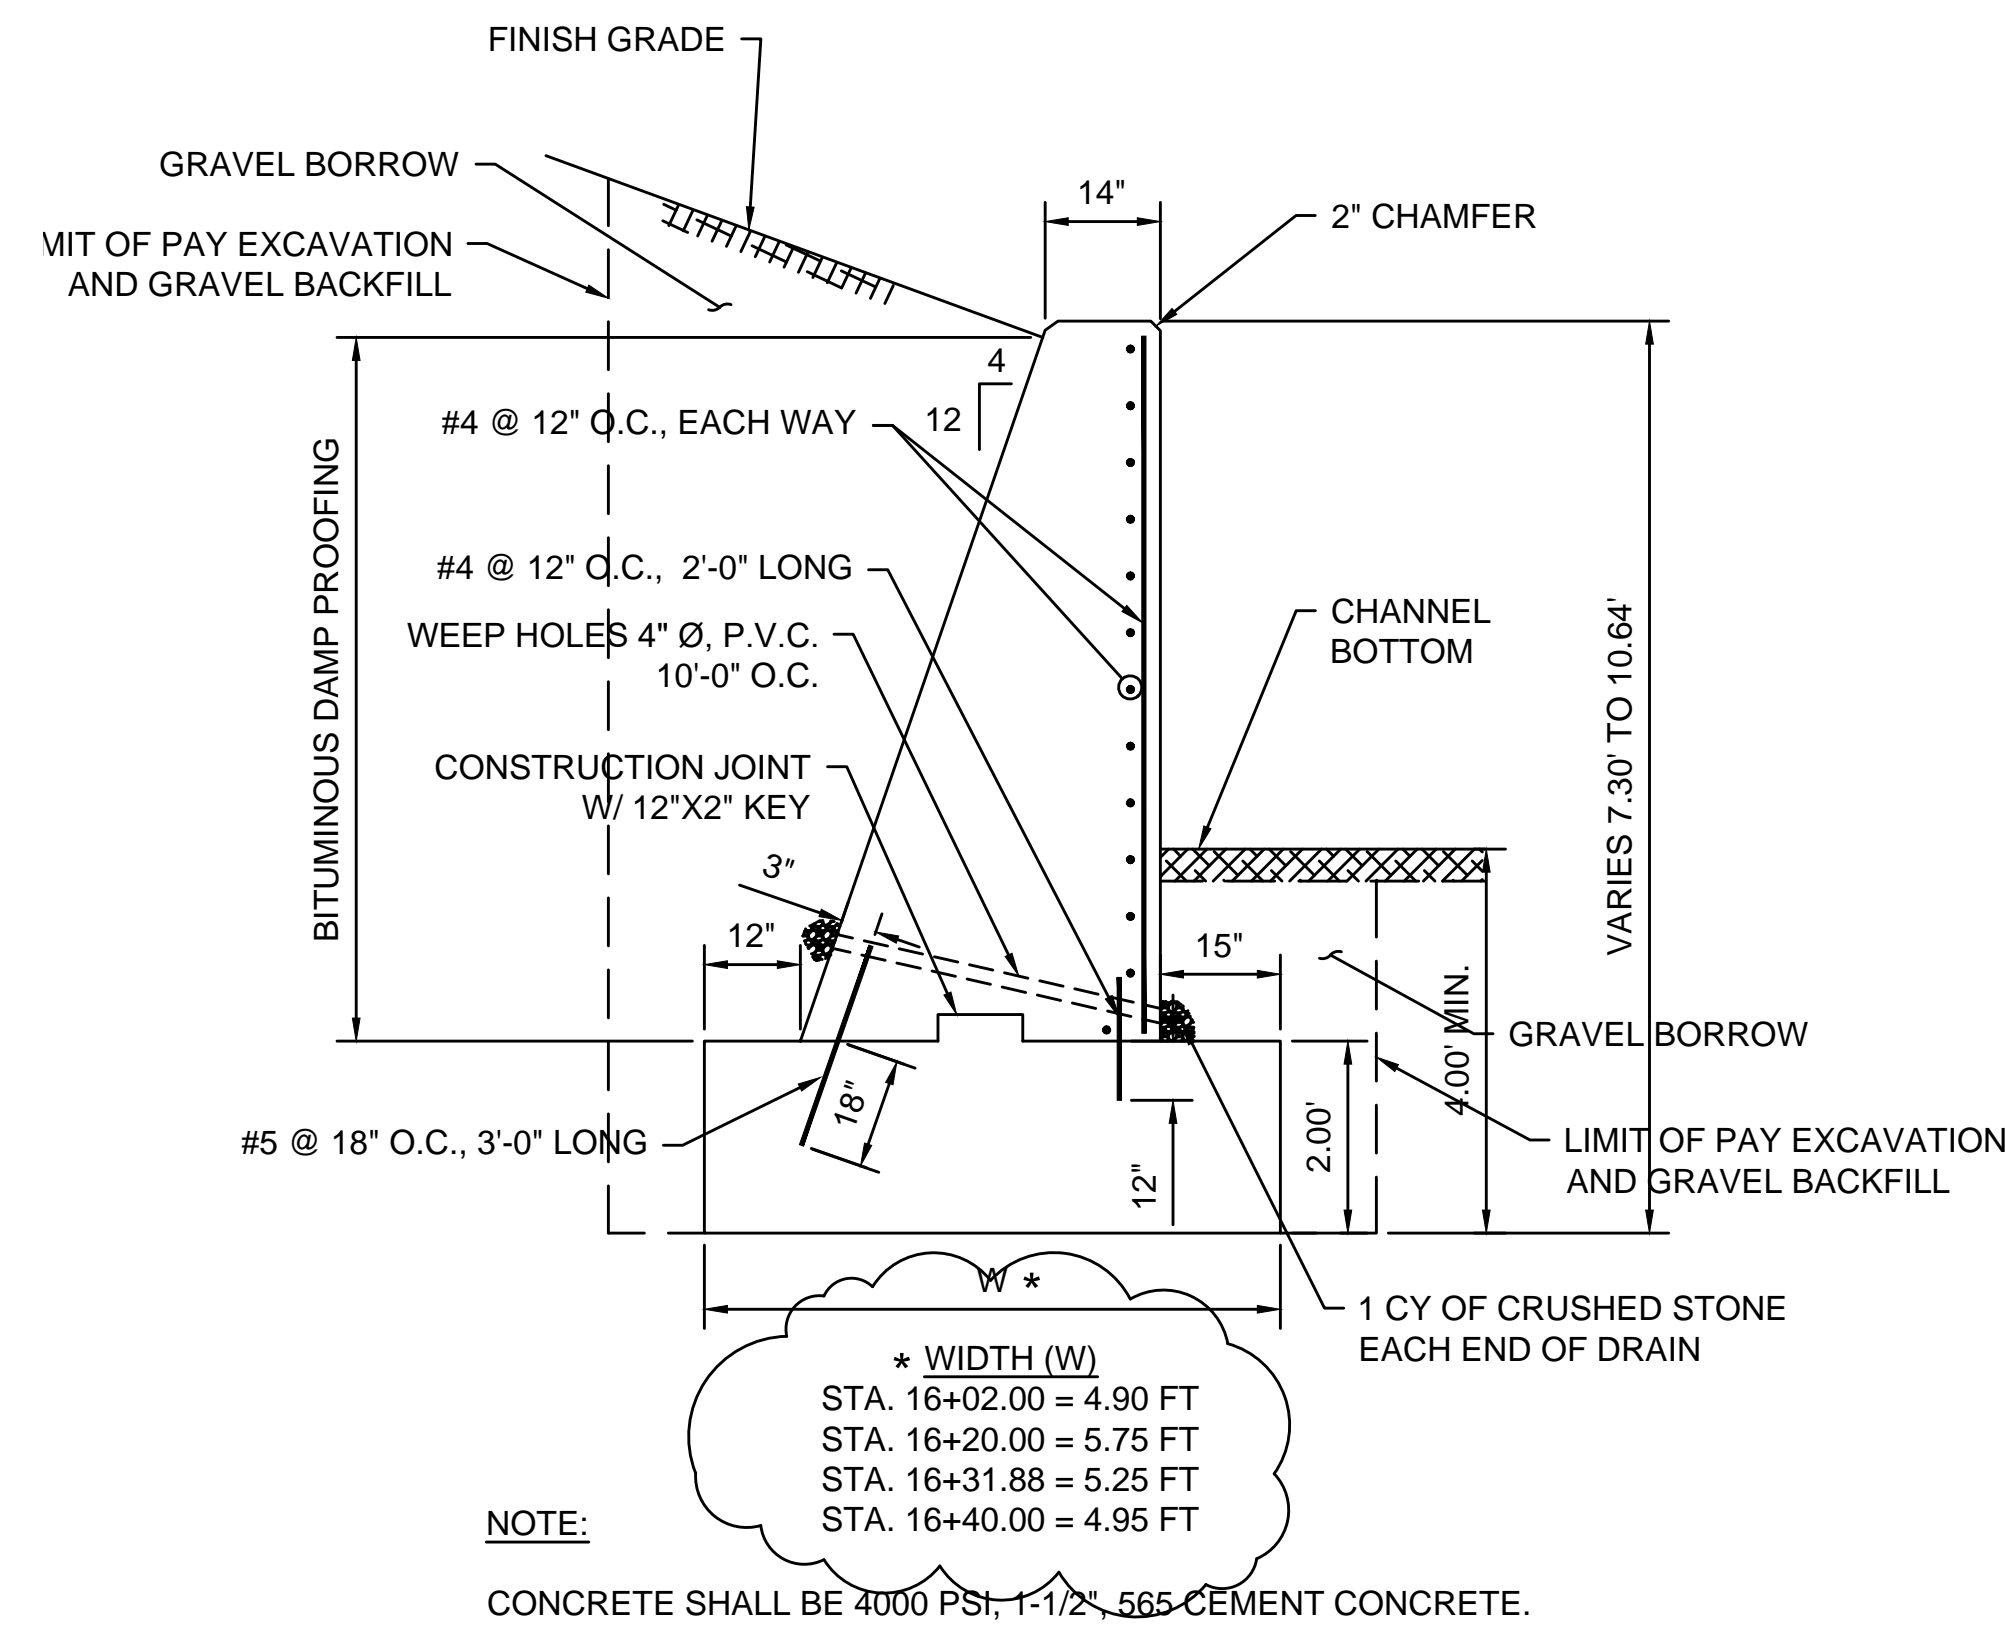 FINISH GRADE
GRAVEL BORROW
MIT OF PAY EXCAVATION
AND GRAVEL BACKFILL
14"
2" CHAMFER
4
12
#4 @ 12" O.C., EACH WAY
BITUMINOUS DAMP PROOFING
#4 @ 12" O.C.,  2'-0" LONG
WEEP HOLES 4" Ø, P.V.C.
10'-0" O.C.
CHANNEL
BOTTOM
VARIES 7.30' TO 10.64'
CONSTRUCTION JOINT
W/ 12"X2" KEY
3"
12"
15"
4.00' MIN.
GRAVEL BORROW
18"
#5 @ 18" O.C., 3'-0" LONG
12"
2.00'
LIMIT OF PAY EXCAVATION
AND GRAVEL BACKFILL
W *
1 CY OF CRUSHED STONE
EACH END OF DRAIN
* WIDTH (W)
STA. 16+02.00 = 4.90 FT
STA. 16+20.00 = 5.75 FT
STA. 16+31.88 = 5.25 FT
STA. 16+40.00 = 4.95 FT
NOTE:
CONCRETE SHALL BE 4000 PSI, 1-1/2", 565 CEMENT CONCRETE.